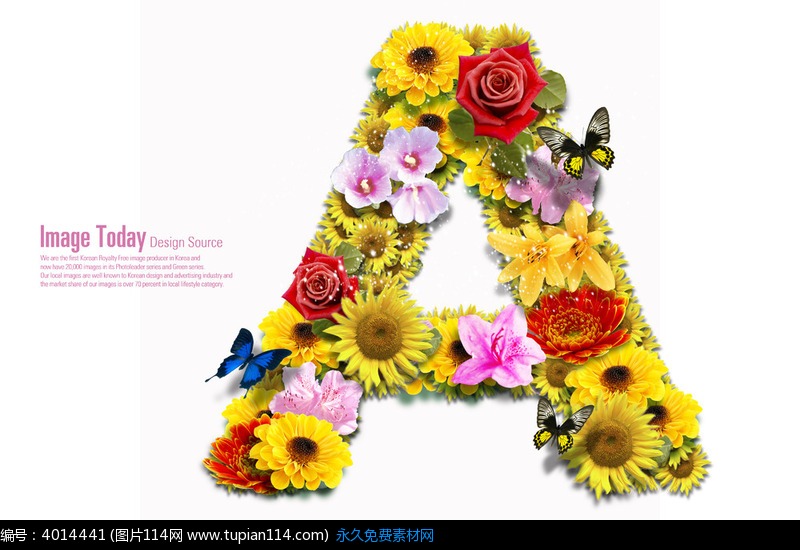 Image Today Design Source
We are the first Korean Royalty Free image producer in Korea and
now have 20,000 images in its Photoleader series and Green series.
Our local images are well known to Korean design and advertising industry and
the market share of our images is over 70 percent in local lifestyle category.
编号：4014441 (图片114网 www.tupian114.com) 永久免费素材网